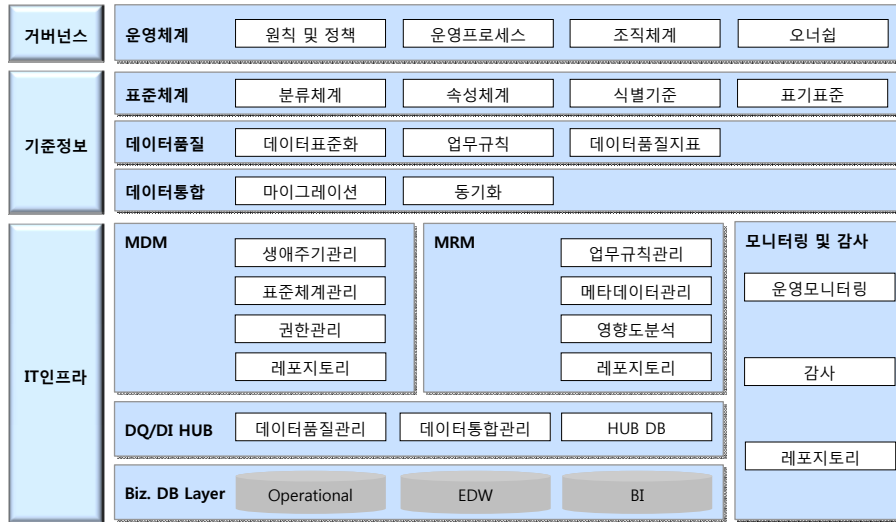 거버넌스
운영체계
원칙 및 정책
운영프로세스
조직체계
오너쉽
기준정보
표준체계
분류체계
속성체계
식별기준
표기표준
데이터품질
데이터표준화
업무규칙
데이터품질지표
데이터통합
마이그레이션
동기화
IT인프라
MDM
생애주기관리
표준체계관리
권한관리
레포지토리
MRM
업무규칙관리
메타데이터관리
영향도분석
레포지토리
모니터링 및 감사
운영모니터링
감사
레포지토리
DQ/DI HUB
데이터품질관리
데이터통합관리
HUB DB
Biz. DB Layer
Operational
EDW
BI